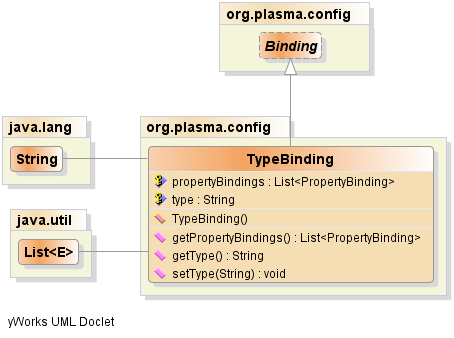 org.plasma.config
Binding
java.lang
String
org.plasma.config
TypeBinding
propertyBindings : List<PropertyBinding>
type : String
TypeBinding()
getPropertyBindings() : List<PropertyBinding>
getType() : String
setType(String) : void
java.util
List<E>
yWorks UML Doclet